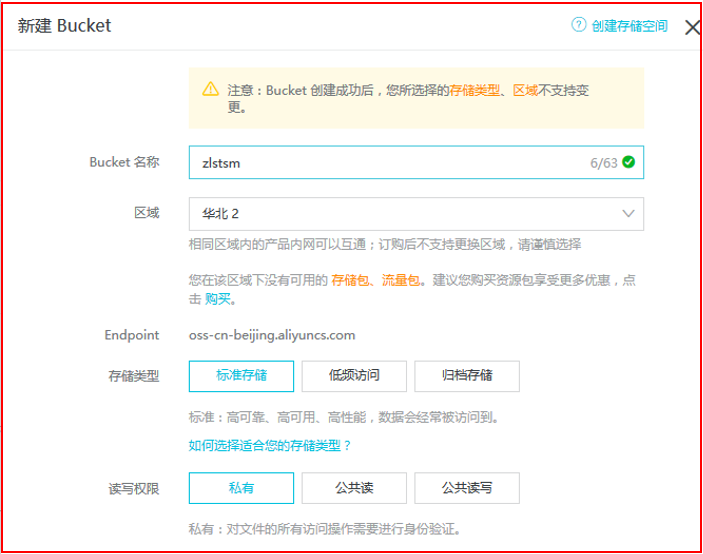 新建 Bucket
创建存储空间
注意：Bucket 创建成功后，您所选择的存储类型、区域不支持变
更。
Bucket 名称
zlstsm
6/63
区域
华北 2
相同区域内的产品内网可以互通；订购后不支持更换区域，请谨慎选择
您在该区域下没有可用的 存储包、流量包。建议您购买资源包享受更多优惠，点
击 购买。
Endpoint
oss-cn-beijing.aliyuncs.com
存储类型
标准存储
低频访问
归档存储
标准：高可靠、高可用、高性能，数据会经常被访问到。
如何选择适合您的存储类型？
读写权限
私有
公共读
公共读写
私有：对文件的所有访问操作需要进行身份验证。